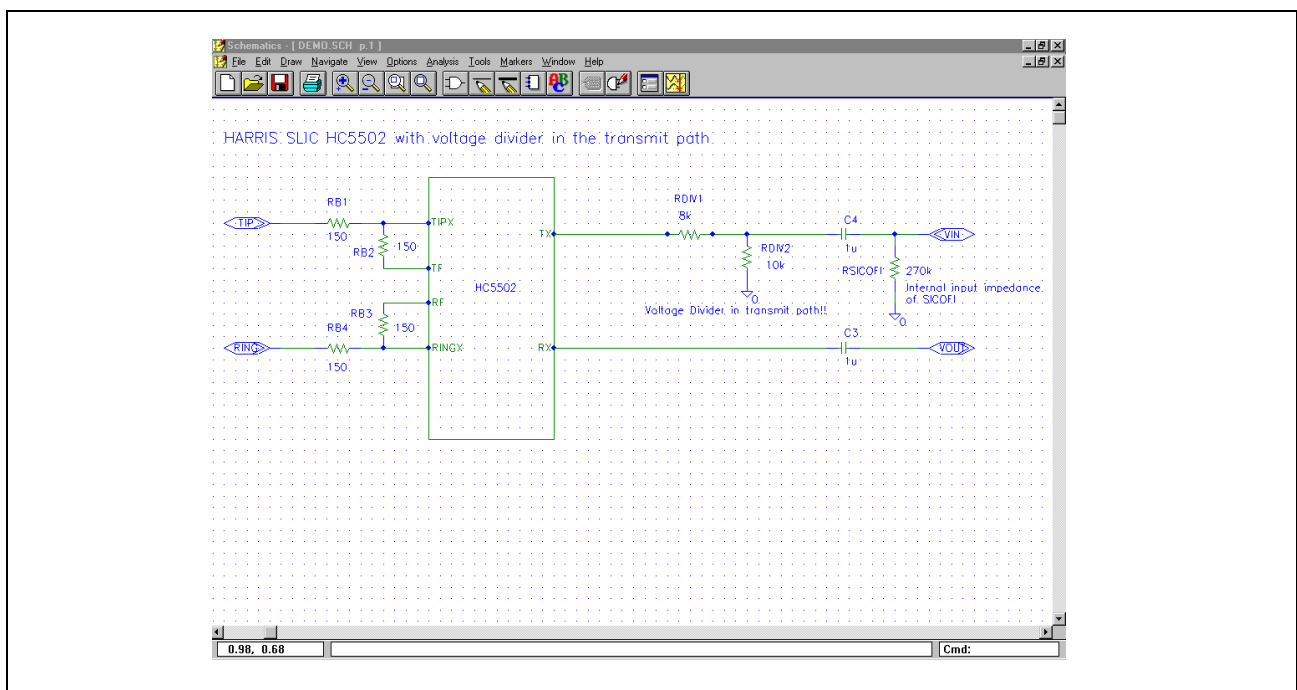 Schematics - [ DEMO.SCH p.1 ]
File Edit Draw Navigate View Options Analysis Tools Markers Window Help
HARRIS SLIC HC5502 with voltage divider in the transmit path
RB1
TIP
150
RB2
150
TIPX
TF
HC5502
TX
RDIV1
8k
RDIV2
10k
0
Voltage Divider in transmit path!!
C4
1u
VIN
RSICOFI
270k
Internal input impedance
of SICOFI
0
RF
RB3
150
RB4
RING
150
RINGX
RX
C3
1u
VOUT
0.98, 0.68
Cmd: